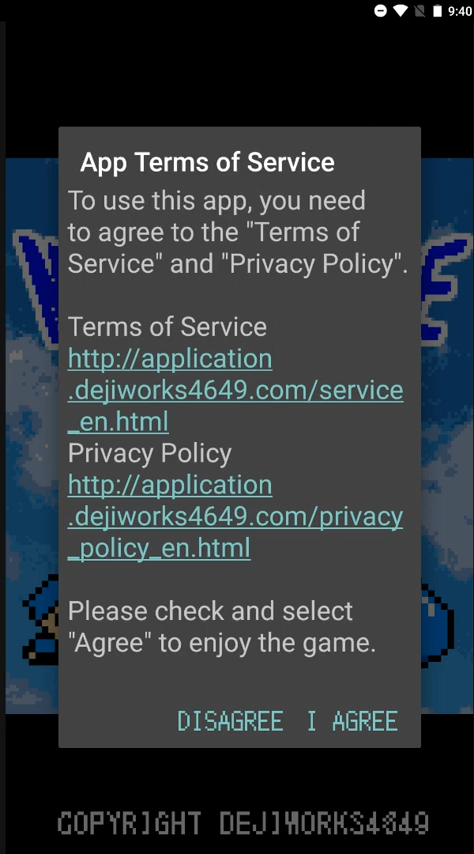 9:40
App Terms of Service
To use this app, you need
to agree to the "Terms of
Service" and "Privacy Policy".
Terms of Service
http://application
.dejiworks4649.com/service
_en.html
Privacy Policy
http://application
.dejiworks4649.com/privacy
_policy_en.html
Please check and select
"Agree" to enjoy the game.
DISAGREE I AGREE
COPYRIGHT DEJIWORKS4649